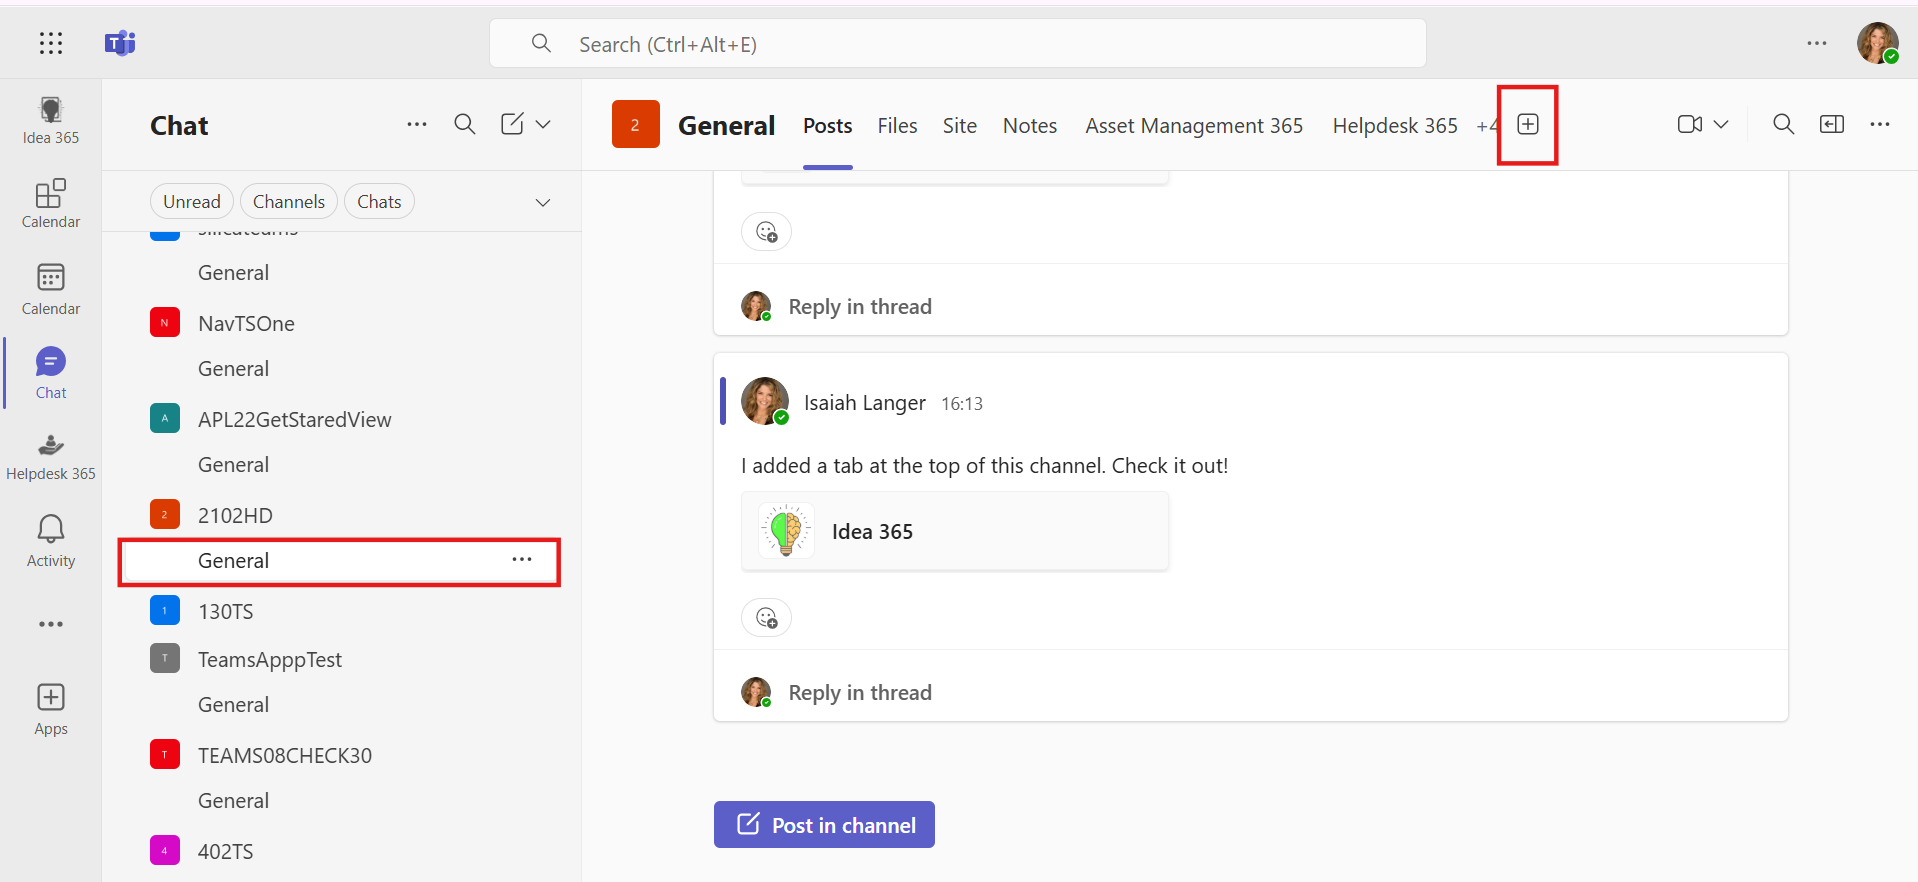 Search (Ctrl+Alt+E)
Idea 365
Calendar
Calendar
Chat
Helpdesk 365
Activity
Apps
Chat
Unread Channels Chats
General
N NavTSOne
General
A APL22GetStaredView
General
2 2102HD
General
1 130TS
T TeamsApppTest
General
T TEAMS08CHECK30
General
4 402TS
2 General Posts Files Site Notes Asset Management 365 Helpdesk 365 +4
Reply in thread
Isaiah Langer 16:13
I added a tab at the top of this channel. Check it out!
Idea 365
Reply in thread
Post in channel